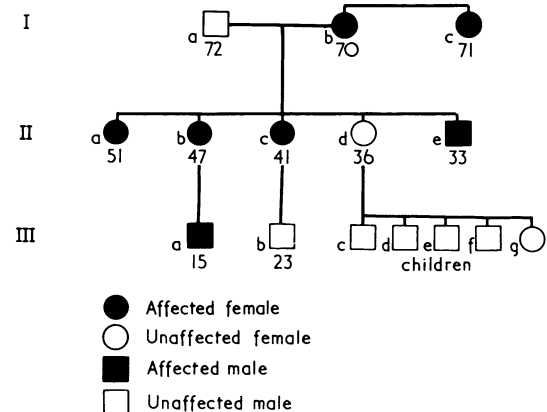 I
a
72
b
70
c
71
II
a
51
b
47
c
41
d
36
e
33
III
a
15
b
23
c
d
e
f
g
children
Affected female
Unaffected female
Affected male
Unaffected male